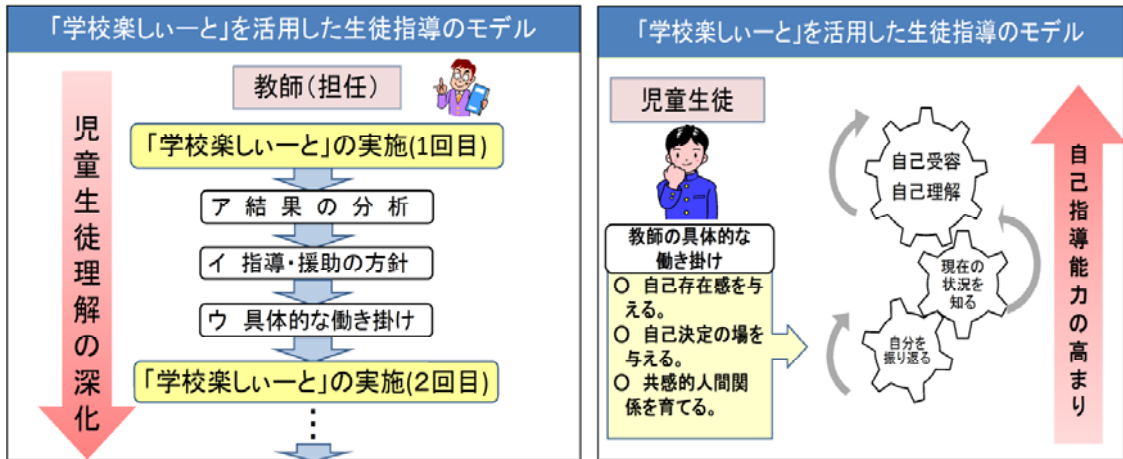 「学校楽しぃーと」を活用した生徒指導のモデル
教師(担任)
児童生徒理解の深化
「学校楽しぃーと」の実施(1回目)
ア 結 果 の 分 析
イ 指導・援助の方針
ウ 具体的な働き掛け
「学校楽しぃーと」の実施(2回目)
「学校楽しぃーと」を活用した生徒指導のモデル
児童生徒
教師の具体的な
働き掛け
○ 自己存在感を与
える。
○ 自己決定の場を
与える。
○ 共感的人間関
係を育てる。
自己受容
自己理解
現在の
状況を
知る
自分を
振り返る
自己指導能力の高まり